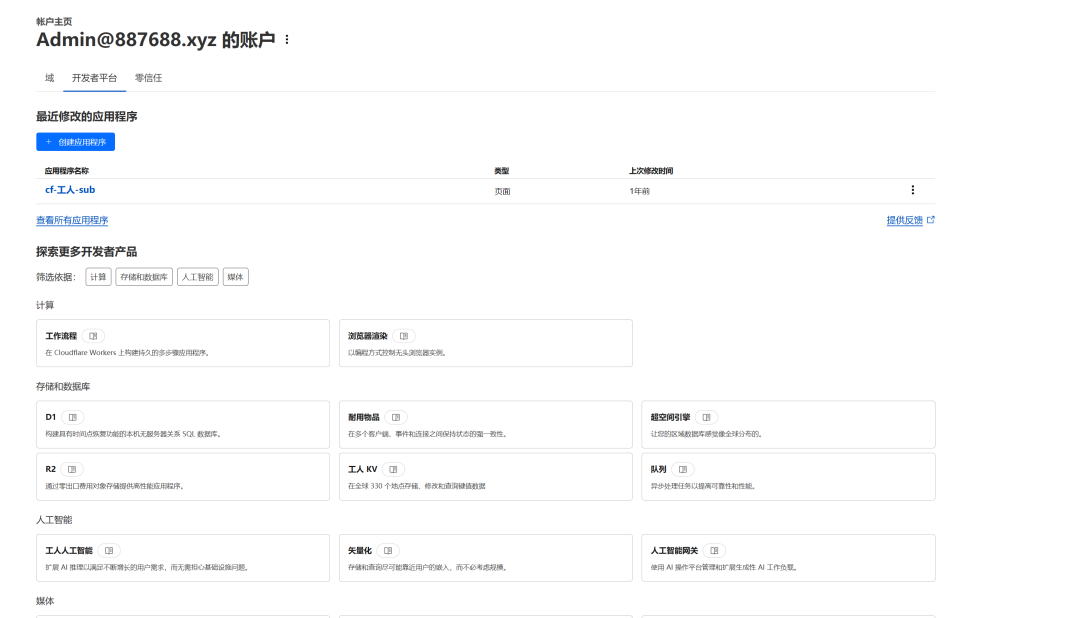 帐户主页
Admin@887688.xyz 的账户
域 开发者平台 零信任
最近修改的应用程序
+ 创建应用程序
应用程序名称 类型 上次修改时间
cf-工人-sub 页面 1年前
查看所有应用程序 提供反馈
探索更多开发者产品
筛选依据: 计算 存储和数据库 人工智能 媒体
计算
工作流程 浏览器渲染
在 Cloudflare Workers 上构建持久的多步骤应用程序。 以编程方式控制无头浏览器实例。
存储和数据库
D1 耐用物品 超空间引擎
构建具有时间点恢复功能的本机无服务器关系 SQL 数据库。 在多个客户端、事件和连接之间保持状态的强一致性。 让您的区域数据库感觉像全球分布的。
R2 工人 KV 队列
通过零出口费用对象存储提供高性能应用程序。 在全球 330 个地点存储、修改和查询键值数据 异步处理任务以提高可靠性和性能。
人工智能
工人人工智能 矢量化 人工智能网关
扩展 AI 推理以满足不断增长的用户需求，而无需担心基础设施问题。 存储和查询尽可能靠近用户的嵌入，而不必考虑规模。 使用 AI 操作平台管理和扩展生成性 AI 工作负载。
媒体